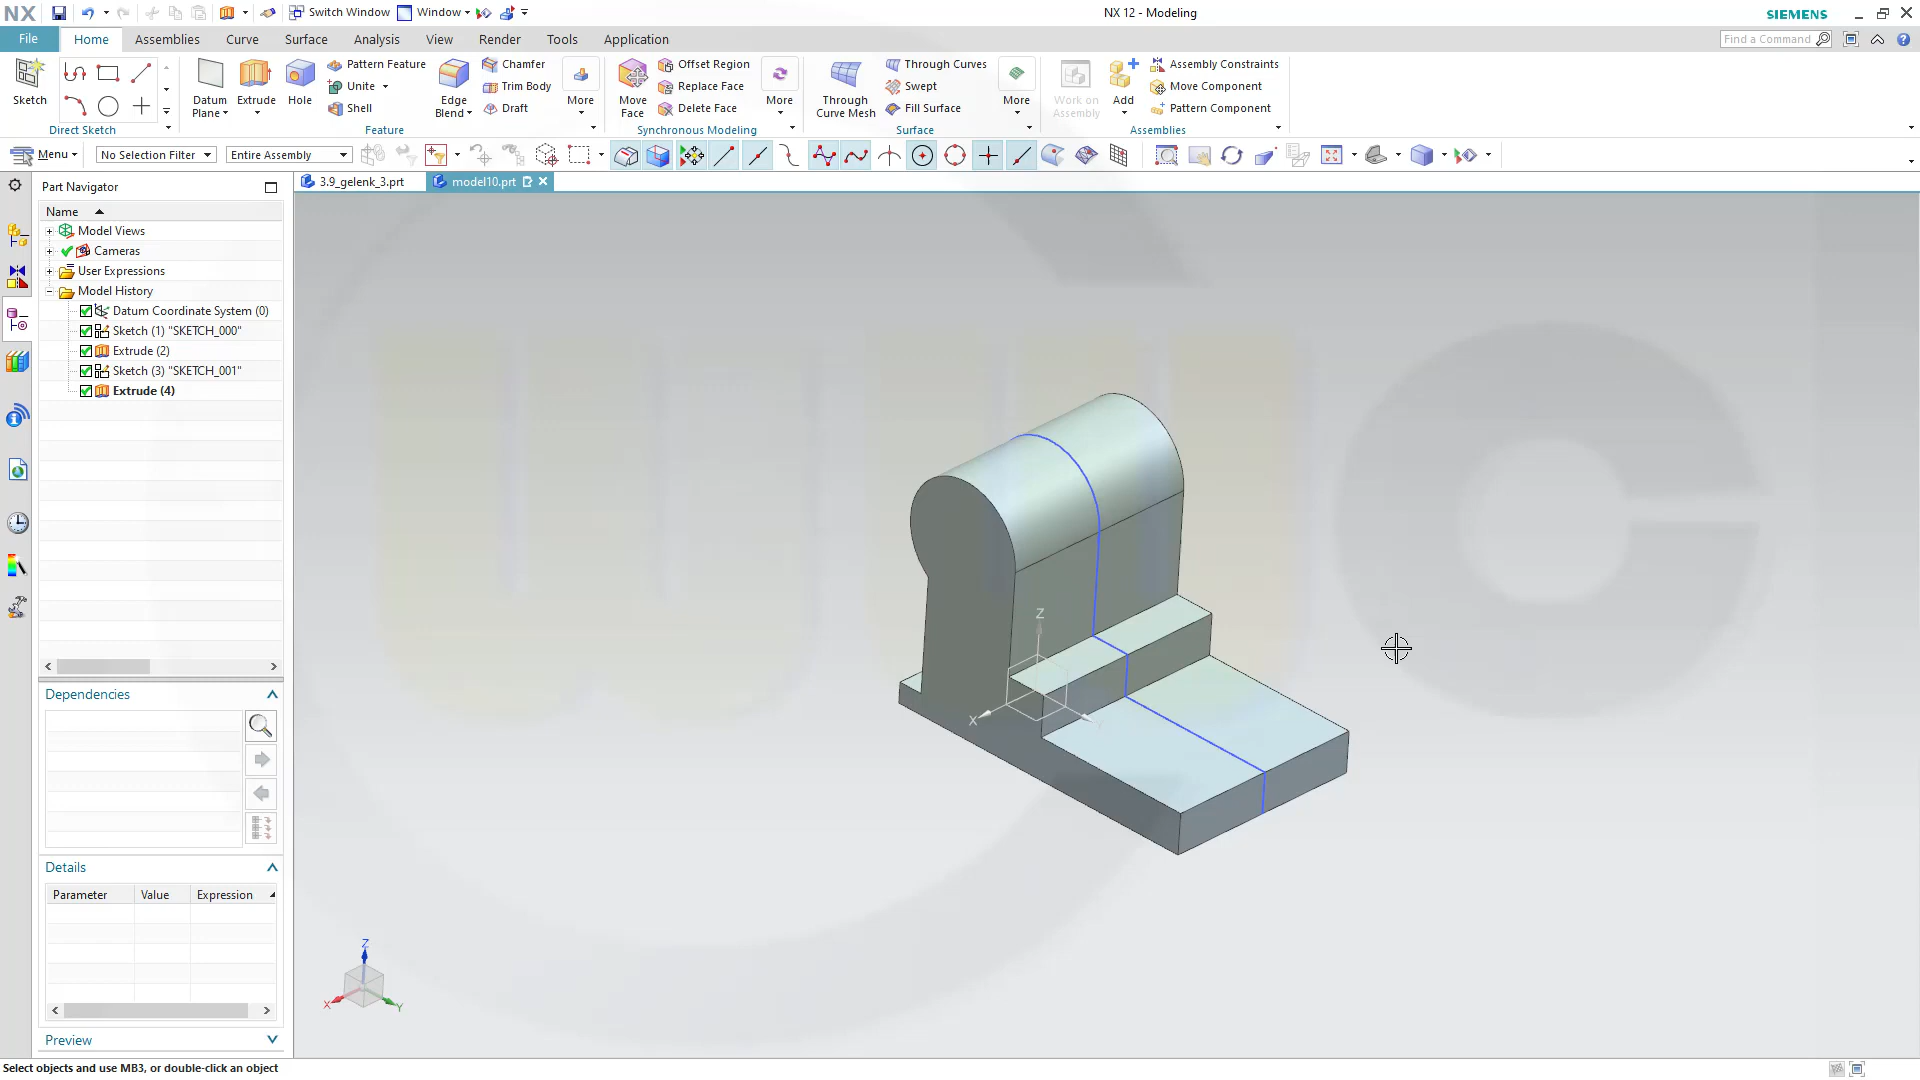 NX
Switch Window
Window
NX 12 - Modeling
SIEMENS
File
Home
Assemblies
Curve
Surface
Analysis
View
Render
Tools
Application
Find a Command
Sketch
Direct Sketch
Datum Plane
Extrude
Hole
Pattern Feature
Unite
Shell
Edge Blend
Chamfer
Trim Body
Draft
More
Feature
Move Face
Offset Region
Replace Face
Delete Face
More
Synchronous Modeling
Through Curve Mesh
Through Curves
Swept
Fill Surface
More
Surface
Work on Assembly
Add
Assembly Constraints
Move Component
Pattern Component
Assemblies
Menu
No Selection Filter
Entire Assembly
Part Navigator
3.9_gelenk_3.prt
model10.prt
Name
Model Views
Cameras
User Expressions
Model History
Datum Coordinate System (0)
Sketch (1) "SKETCH_000"
Extrude (2)
Sketch (3) "SKETCH_001"
Extrude (4)
Z
X
Dependencies
Details
Parameter
Value
Expression
Z
X
Y
Preview
Select objects and use MB3, or double-click an object